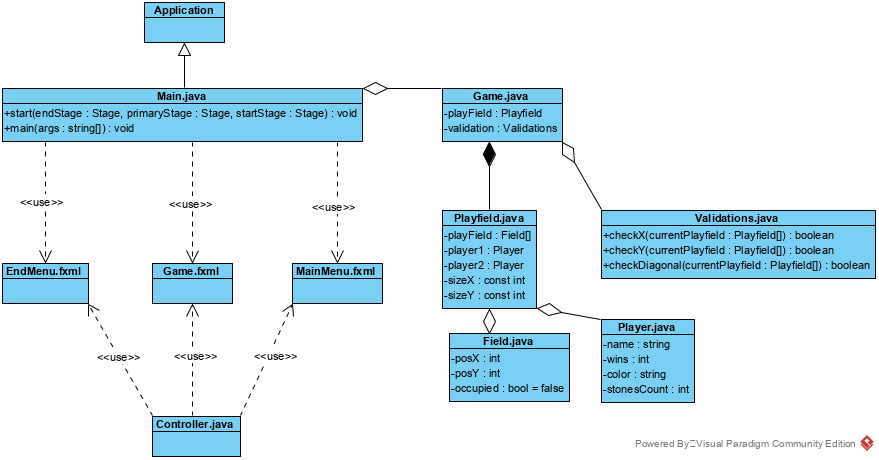 Application
Main.java
+start(endStage : Stage, primaryStage : Stage, startStage : Stage) : void
+main(args : string[]) : void
Game.java
-playField : Playfield
-validation : Validations
<<use>>
<<use>>
<<use>>
Playfield.java
-playField : Field[]
-player1 : Player
-player2 : Player
-sizeX : const int
-sizeY : const int
Validations.java
+checkX(currentPlayfield : Playfield[]) : boolean
+checkY(currentPlayfield : Playfield[]) : boolean
+checkDiagonal(currentPlayfield : Playfield[]) : boolean
EndMenu.fxml
Game.fxml
MainMenu.fxml
Field.java
-posX : int
-posY : int
-occupied : bool = false
Player.java
-name : string
-wins : int
-color : string
-stonesCount : int
<<use>>
<<use>>
<<use>>
Controller.java
Powered By Visual Paradigm Community Edition